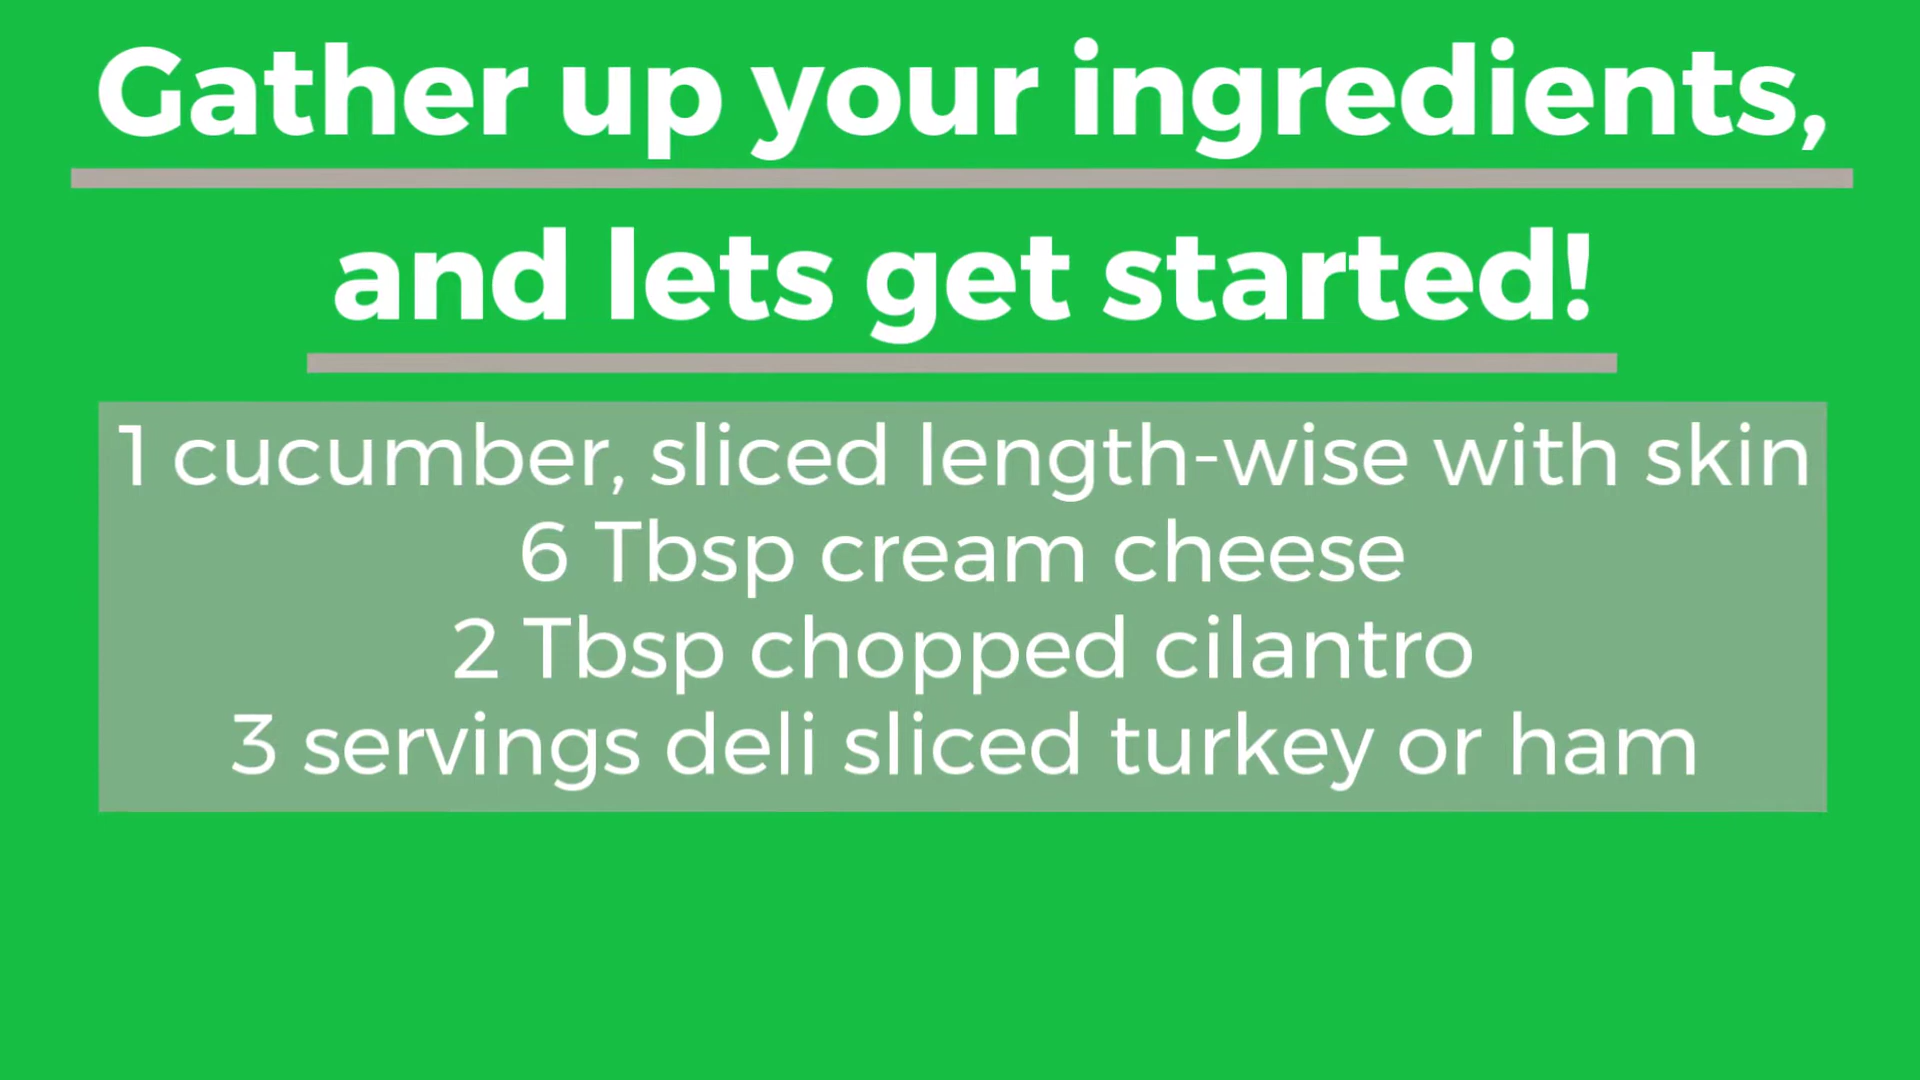 Gather up your ingredients,
and lets get started!
1 cucumber, sliced length-wise with skin
6 Tbsp cream cheese
2 Tbsp chopped cilantro
3 servings deli sliced turkey or ham